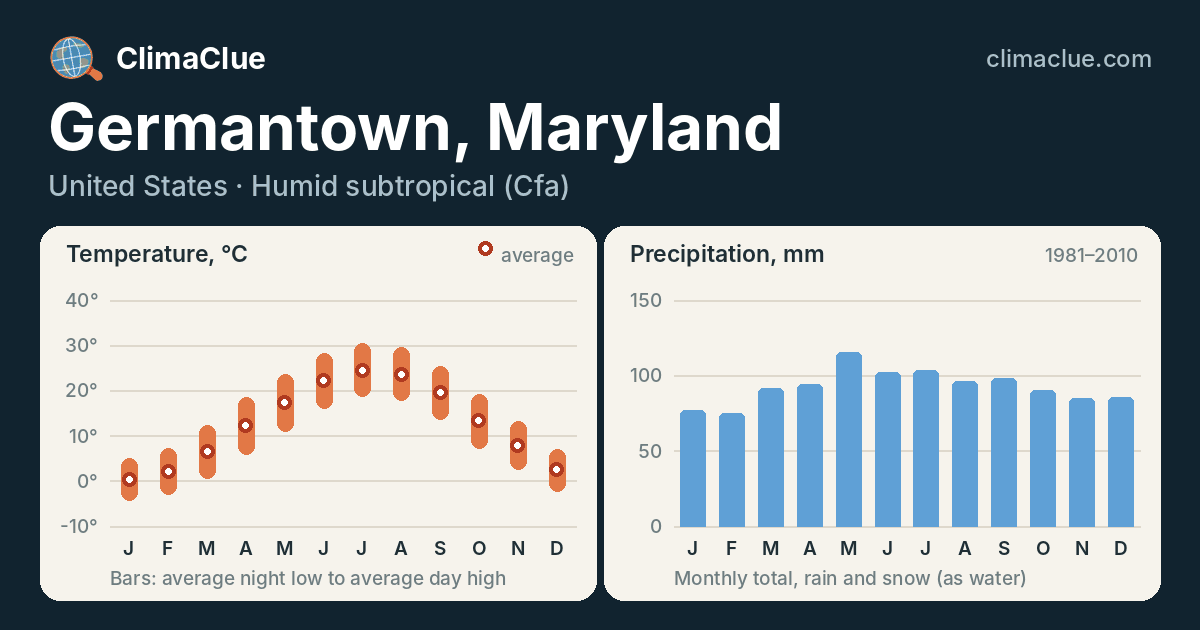 ClimaClue
climaclue.com
Germantown, Maryland
United States · Humid subtropical (Cfa)
Temperature, °C
average
40°
30°
20°
10°
0°
-10°
J F M A M J J A S O N D
Bars: average night low to average day high
Precipitation, mm
1981–2010
150
100
50
0
J F M A M J J A S O N D
Monthly total, rain and snow (as water)